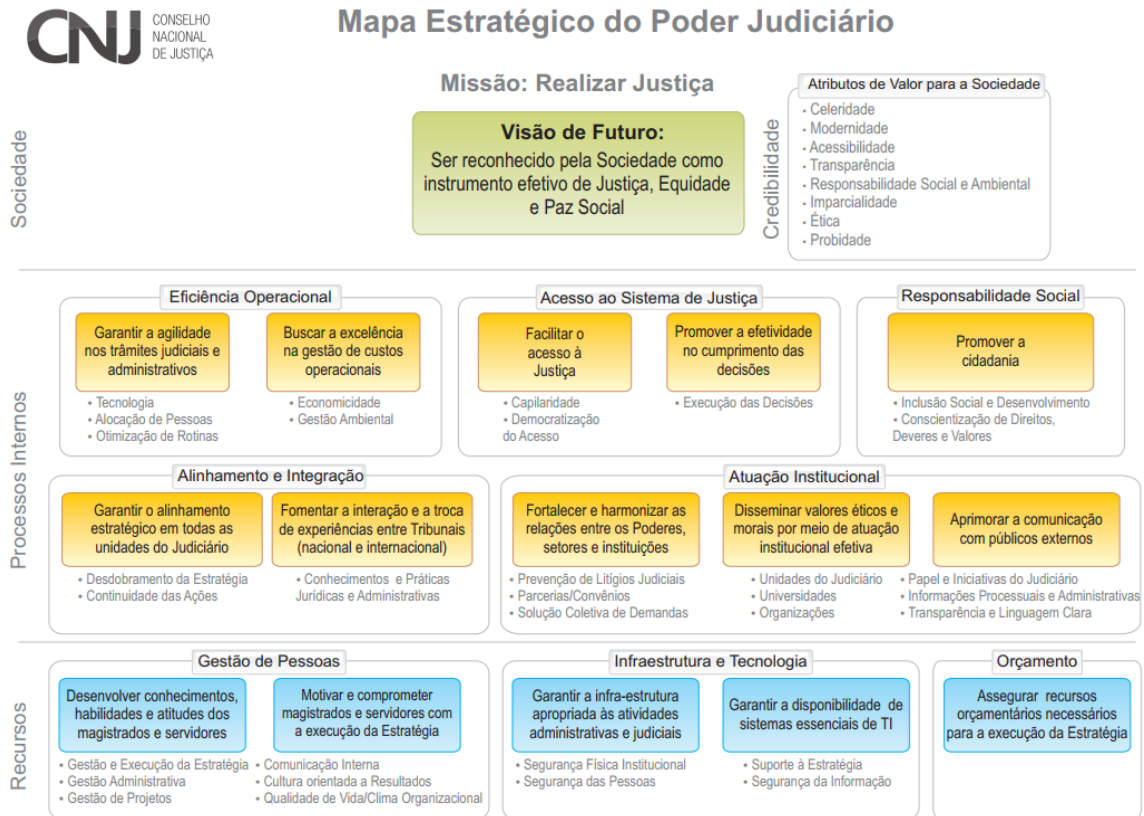 CNJ
CONSELHO
NACIONAL
DE JUSTIÇA
Mapa Estratégico do Poder Judiciário
Missão: Realizar Justiça
Sociedade
Visão de Futuro:
Ser reconhecido pela Sociedade como
instrumento efetivo de Justiça, Equidade
e Paz Social
Credibilidade
Atributos de Valor para a Sociedade
• Celeridade
• Modernidade
• Acessibilidade
• Transparência
• Responsabilidade Social e Ambiental
• Imparcialidade
• Ética
• Probidade
Processos Internos
Eficiência Operacional
Garantir a agilidade
nos trâmites judiciais e
administrativos
• Tecnologia
• Alocação de Pessoas
• Otimização de Rotinas
Buscar a excelência
na gestão de custos
operacionais
• Economicidade
• Gestão Ambiental
Acesso ao Sistema de Justiça
Facilitar o
acesso à
Justiça
• Capilaridade
• Democratização
do Acesso
Promover a efetividade
no cumprimento das
decisões
• Execução das Decisões
Responsabilidade Social
Promover a
cidadania
• Inclusão Social e Desenvolvimento
• Conscientização de Direitos,
Deveres e Valores
Alinhamento e Integração
Garantir o alinhamento
estratégico em todas as
unidades do Judiciário
• Desdobramento da Estratégia
• Continuidade das Ações
Fomentar a interação e a troca
de experiências entre Tribunais
(nacional e internacional)
• Conhecimentos e Práticas
Jurídicas e Administrativas
Atuação Institucional
Fortalecer e harmonizar as
relações entre os Poderes,
setores e instituições
• Prevenção de Litígios Judiciais
• Parcerias/Convênios
• Solução Coletiva de Demandas
Disseminar valores éticos e
morais por meio de atuação
institucional efetiva
• Unidades do Judiciário
• Universidades
• Organizações
Aprimorar a comunicação
com públicos externos
• Papel e Iniciativas do Judiciário
• Informações Processuais e Administrativas
• Transparência e Linguagem Clara
Recursos
Gestão de Pessoas
Desenvolver conhecimentos,
habilidades e atitudes dos
magistrados e servidores
• Gestão e Execução da Estratégia
• Gestão Administrativa
• Gestão de Projetos
Motivar e comprometer
magistrados e servidores com
a execução da Estratégia
• Comunicação Interna
• Cultura orientada a Resultados
• Qualidade de Vida/Clima Organizacional
Infraestrutura e Tecnologia
Garantir a infra-estrutura
apropriada às atividades
administrativas e judiciais
• Segurança Física Institucional
• Segurança das Pessoas
Garantir a disponibilidade de
sistemas essenciais de TI
• Suporte à Estratégia
• Segurança da Informação
Orçamento
Assegurar recursos
orçamentários necessários
para a execução da Estratégia